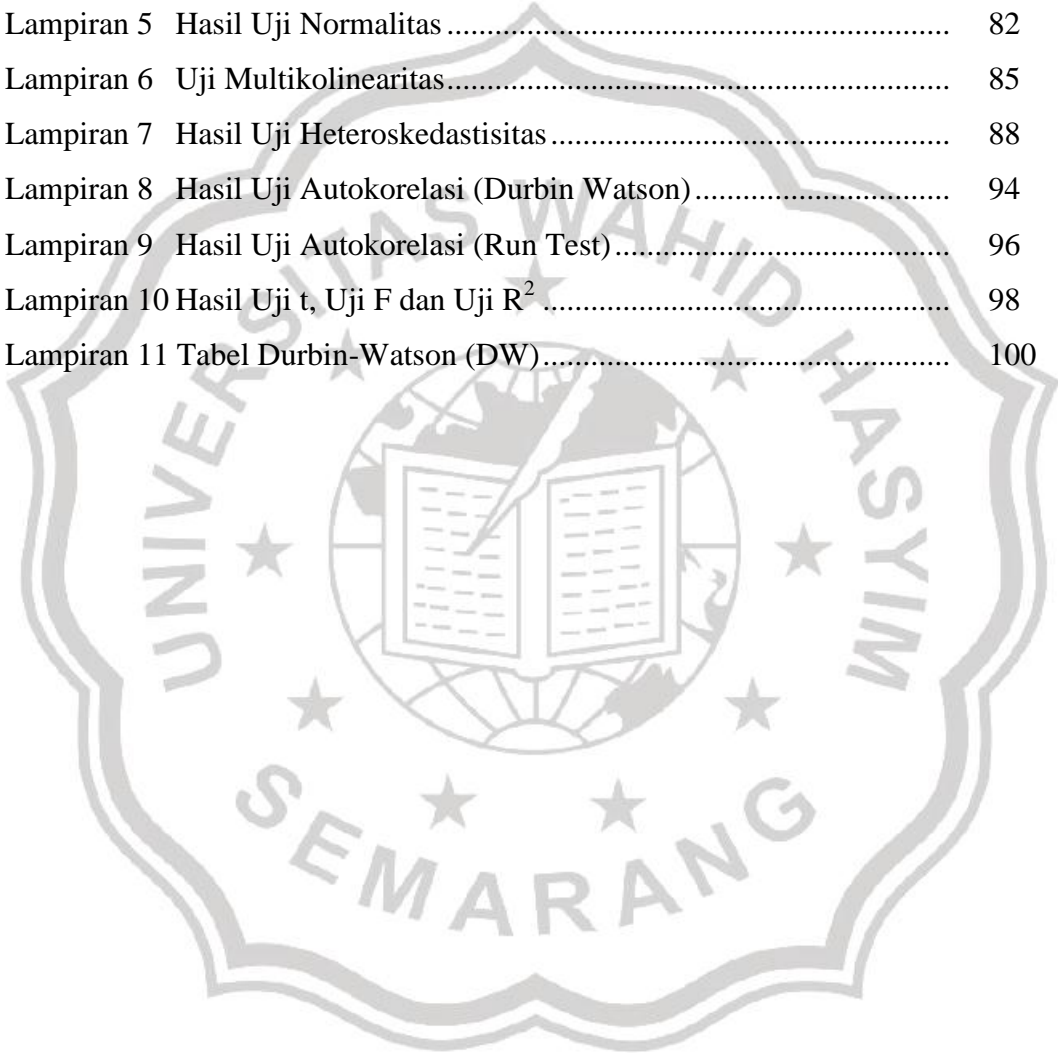 Lampiran 5 Hasil Uji Normalitas ........................................................................ 82
Lampiran 6 Uji Multikolinearitas........................................................................ 85
Lampiran 7 Hasil Uji Heteroskedastisitas........................................................... 88
Lampiran 8 Hasil Uji Autokorelasi (Durbin Watson)......................................... 94
Lampiran 9 Hasil Uji Autokorelasi (Run Test)................................................... 96
Lampiran 10 Hasil Uji t, Uji F dan Uji R² .......................................................... 98
Lampiran 11 Tabel Durbin-Watson (DW).......................................................... 100
UNIVERSITAS WAHID HASYIM
SEMARANG